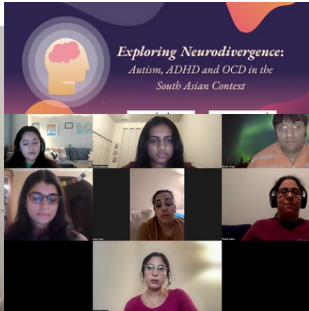 Exploring Neurodivergence:
Autism, ADHD and OCD in the
South Asian Context